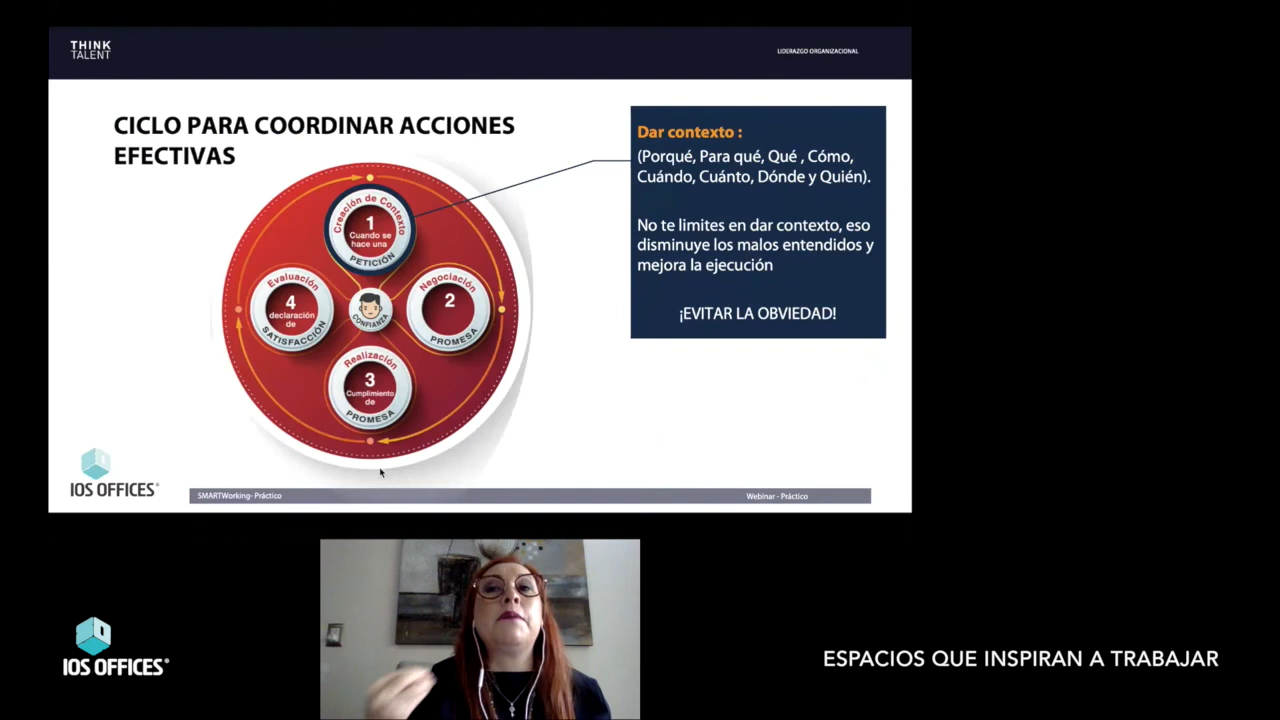 THINK
TALENT
LIDERAZGO ORGANIZACIONAL
CICLO PARA COORDINAR ACCIONES
EFECTIVAS
Creación de Contexto
1
Cuando se
hace una
PETICIÓN
Negociación
2
PROMESA
Realización
3
Cumplimiento
de
PROMESA
Evaluación
4
declaración
de
SATISFACCIÓN
CONFIANZA
Dar contexto :
(Porqué, Para qué, Qué , Cómo,
Cuándo, Cuánto, Dónde y Quién).
No te limites en dar contexto, eso
disminuye los malos entendidos y
mejora la ejecución
¡EVITAR LA OBVIEDAD!
IOS OFFICES®
SMARTWorking- Práctico
Webinar - Práctico
IOS OFFICES®
ESPACIOS QUE INSPIRAN A TRABAJAR